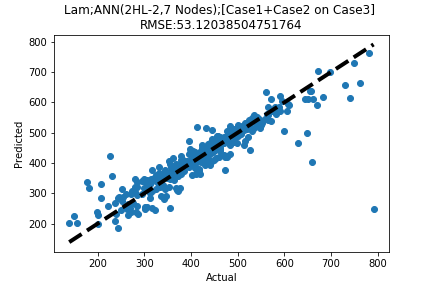 Lam;ANN(2HL-2,7 Nodes);[Case1+Case2 on Case3]
RMSE:53.12038504751764
800
700
600
500
400
300
200
Predicted
200 300 400 500 600 700 800
Actual